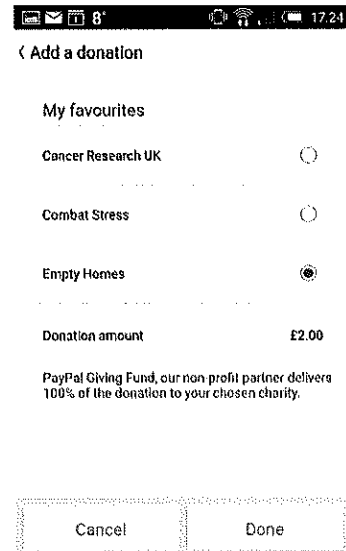 8° 17.24
‹ Add a donation
My favourites
Cancer Research UK
Combat Stress
Empty Homes
Donation amount £2.00
PayPal Giving Fund, our non-profit partner delivers
100% of the donation to your chosen charity.
Cancel Done